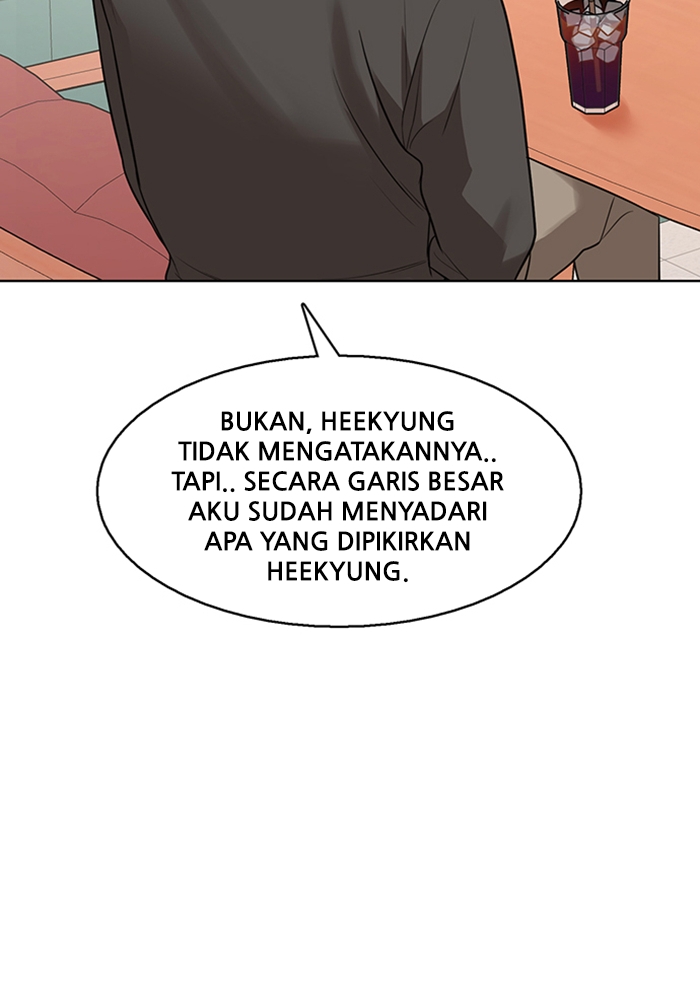 BUKAN, HEEKYUNG
TIDAK MENGATAKANNYA..
TAPI.. SECARA GARIS BESAR
AKU SUDAH MENYADARI
APA YANG DIPIKIRKAN
HEEKYUNG.